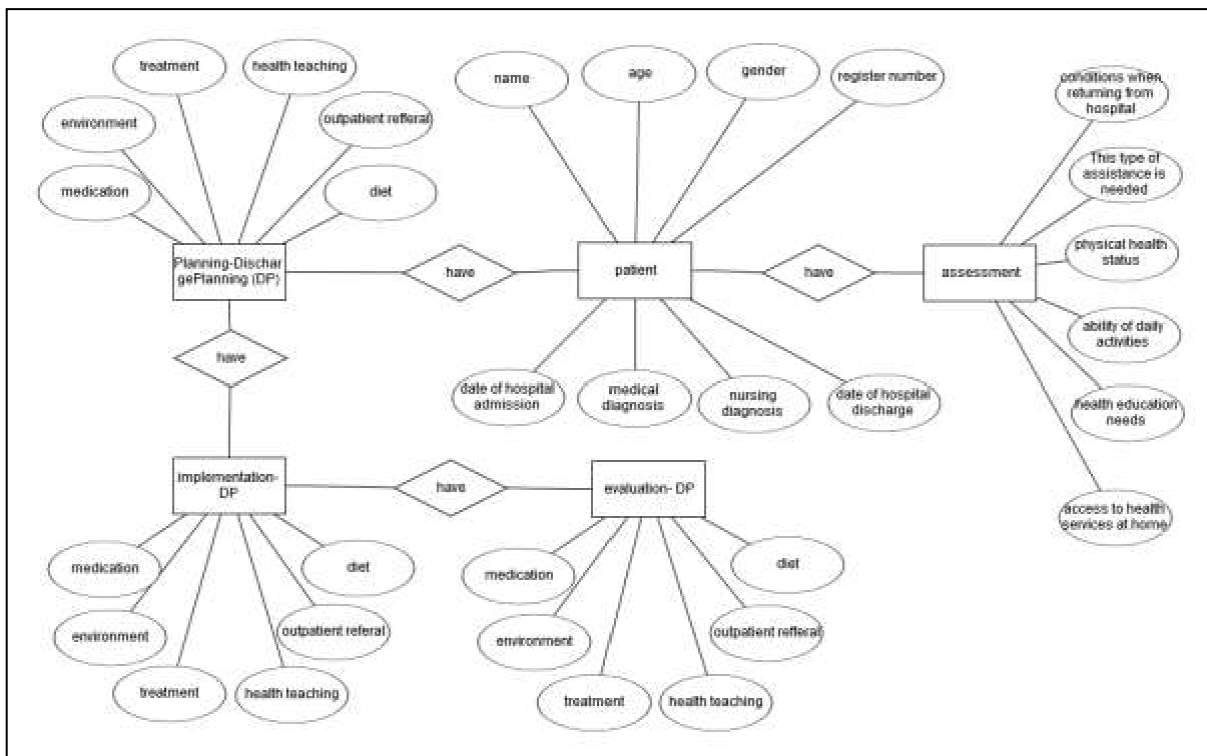 treatment
health teaching
environment
outpatient refferal
medication
diet
Planning-Dischar
gePlanning (DP)
have
name
age
gender
register number
have
patient
have
date of hospital
admission
medical
diagnosis
nursing
diagnosis
date of hospital
discharge
assessment
conditions when
returning from
hospital
This type of
assistance is
needed
physical health
status
ability of daily
activities
health education
needs
access to health
services at home
implementation-
DP
have
evaluation- DP
medication
diet
environment
outpatient referal
treatment
health teaching
medication
diet
environment
outpatient refferal
treatment
health teaching